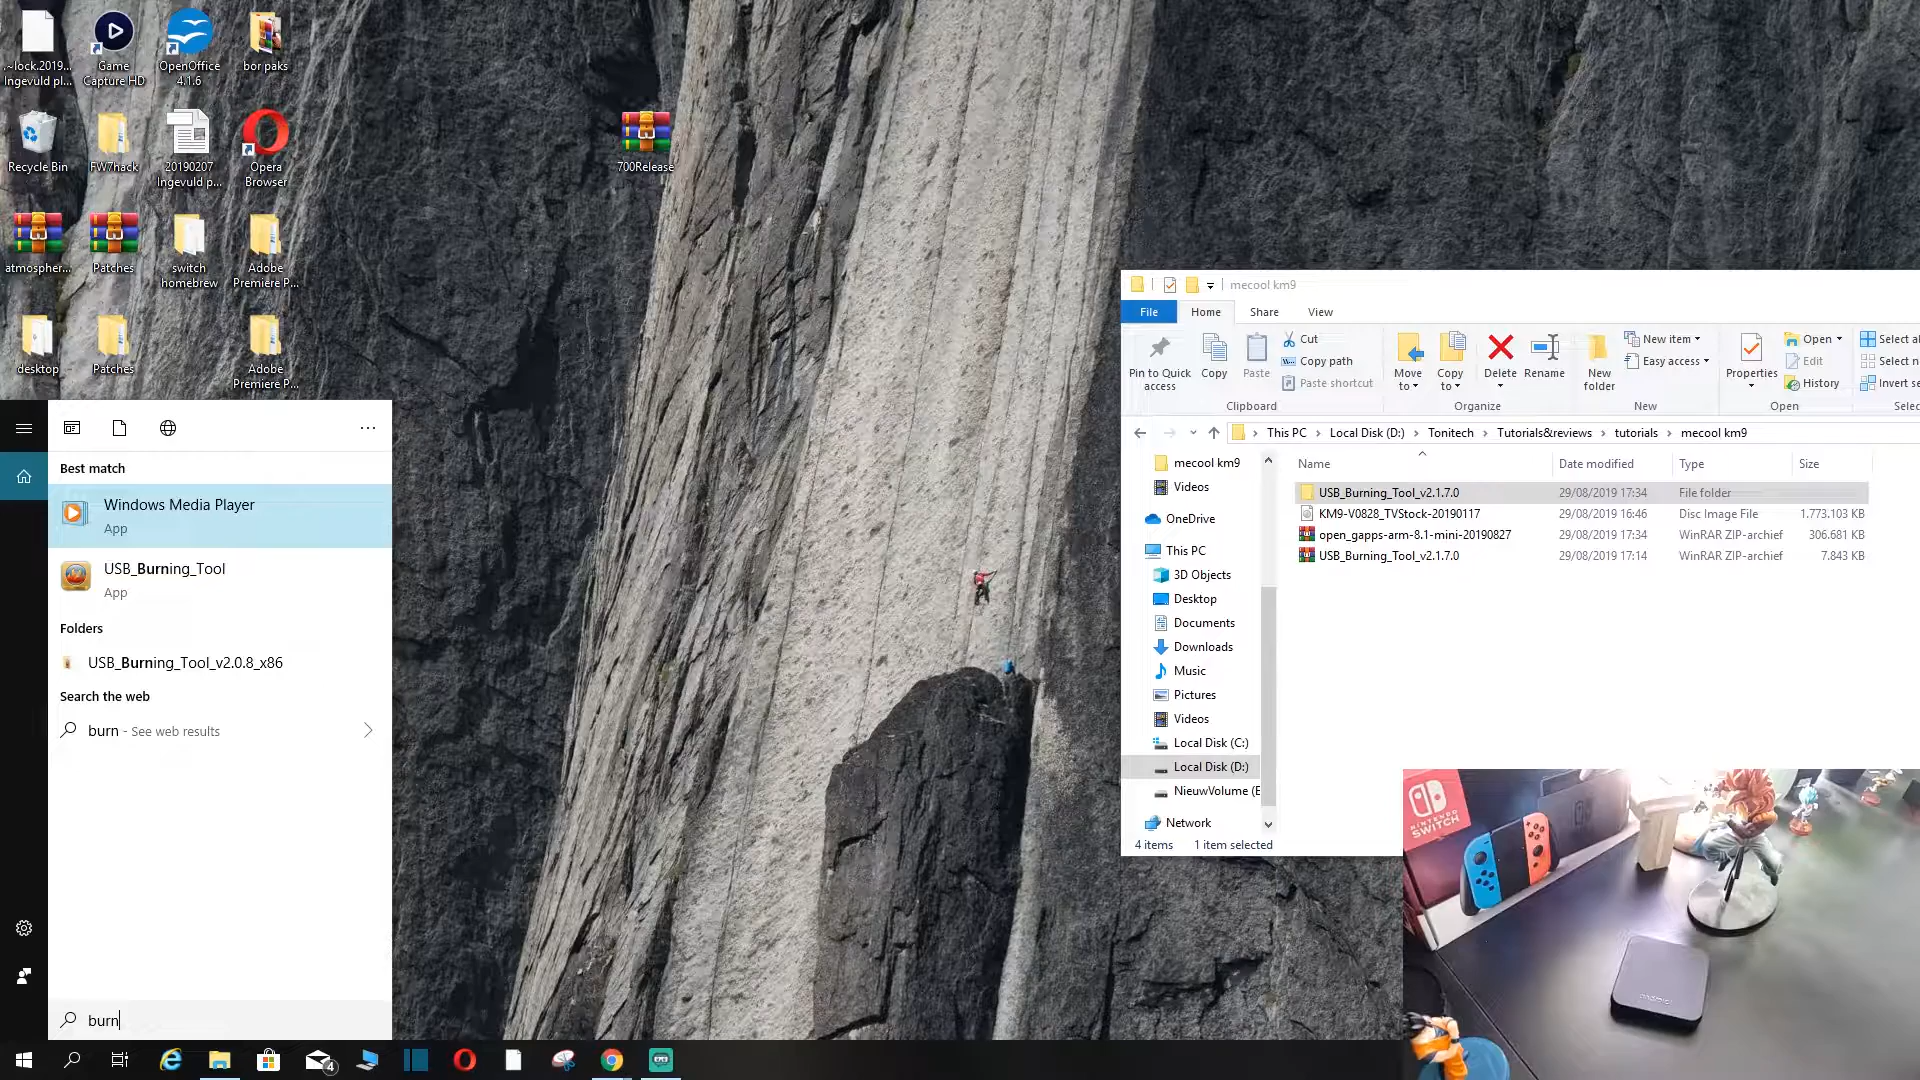 .~lock.2019...
Ingevuld pl...
Game
Capture HD
OpenOffice
4.1.6
bor paks
Recycle Bin
FW7hack
20190207
Ingevuld p...
Opera
Browser
700Release
atmospher...
Patches
switch
homebrew
Adobe
Premiere P...
desktop
Patches
Adobe
Premiere P...
Best match
Windows Media Player
App
USB_Burning_Tool
App
Folders
USB_Burning_Tool_v2.0.8_x86
Search the web
burn - See web results
burn
4
mecool km9
File Home Share View
Pin to Quick
access
Copy
Paste
Cut
Copy path
Paste shortcut
Clipboard
Move
to
Copy
to
Delete
Rename
Organize
New
folder
New item
Easy access
New
Properties
Open
Edit
History
Open
Select al
Select n
Invert se
Selec
This PC > Local Disk (D:) > Tonitech > Tutorials&reviews > tutorials > mecool km9
mecool km9
Videos
OneDrive
This PC
3D Objects
Desktop
Documents
Downloads
Music
Pictures
Videos
Local Disk (C:)
Local Disk (D:)
NieuwVolume (E
Network
Name Date modified Type Size
USB_Burning_Tool_v2.1.7.0 29/08/2019 17:34 File folder
KM9-V0828_TVStock-20190117 29/08/2019 16:46 Disc Image File 1.773.103 KB
open_gapps-arm-8.1-mini-20190827 29/08/2019 17:34 WinRAR ZIP-archief 306.681 KB
USB_Burning_Tool_v2.1.7.0 29/08/2019 17:14 WinRAR ZIP-archief 7.843 KB
4 items 1 item selected
NINTENDO
SWITCH